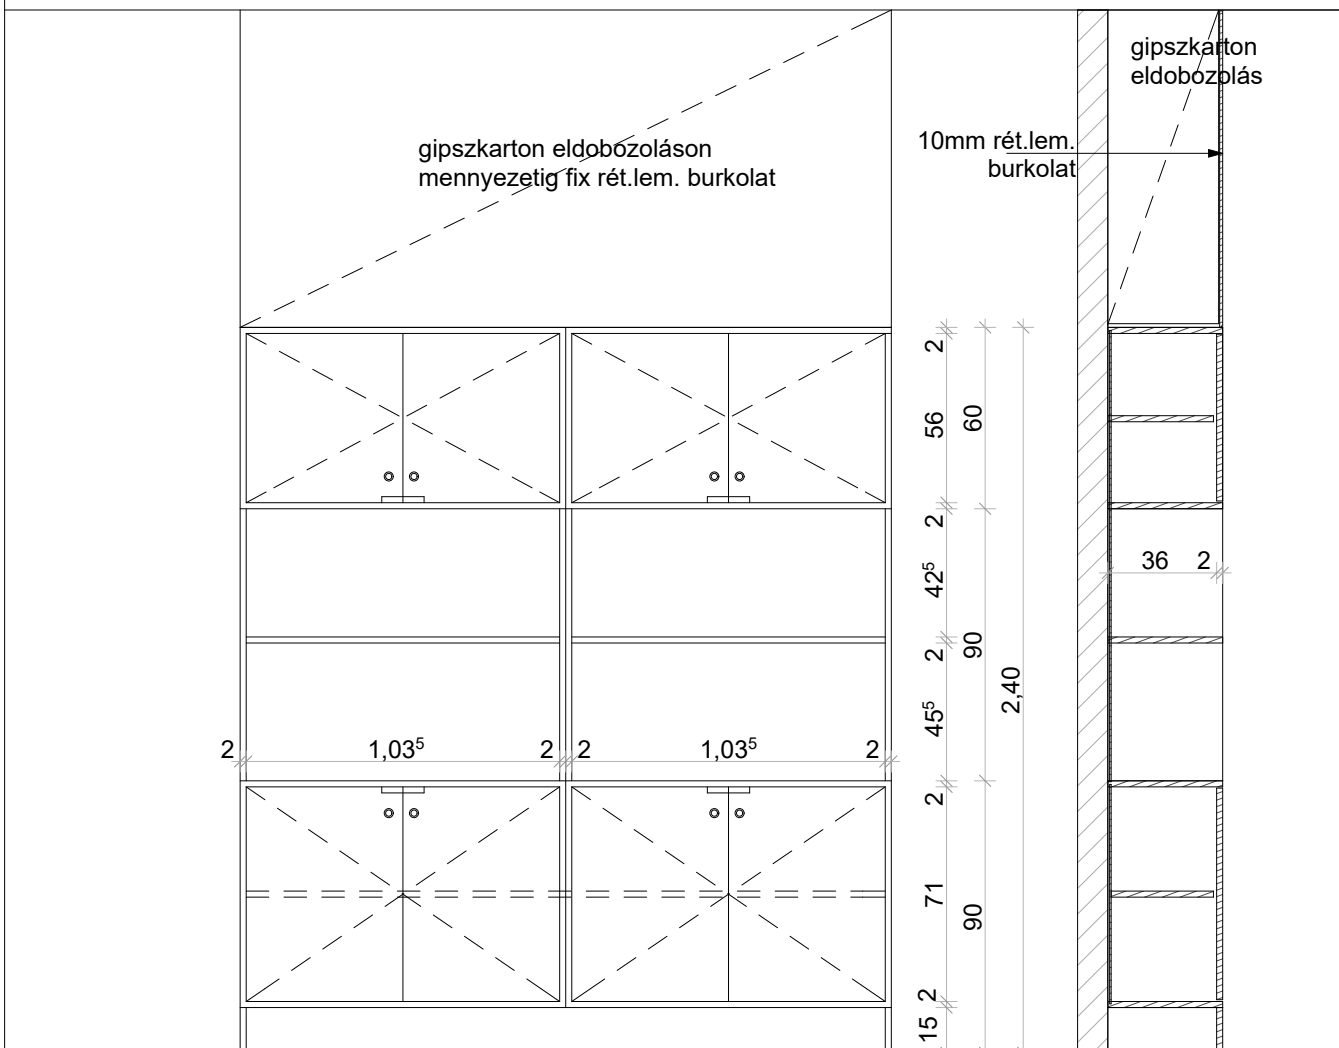 gipszkarton
eldobozolás
10mm rét.lem.
burkolat
gipszkarton eldobozoláson
mennyezetig fix rét.lem. burkolat
2
56
60
2
42⁵
2
90
45⁵
2,40
36 2
2 1,03⁵ 2 2 1,03⁵ 2
2
71
90
2
15